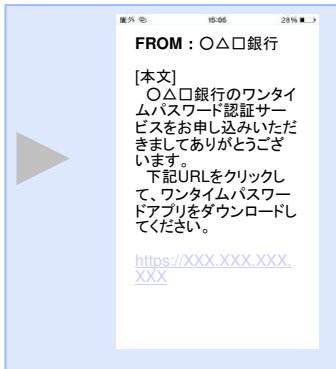 圏外 15:05 28%
FROM：〇△□銀行
[本文]
　〇△□銀行のワンタイ
ムパスワード認証サー
ビスをお申し込みいただ
きましてありがとうござ
います。
　下記URLをクリックし
て、ワンタイムパスワー
ドアプリをダウンロードし
てください。
https://XXX.XXX.XXX.
XXX